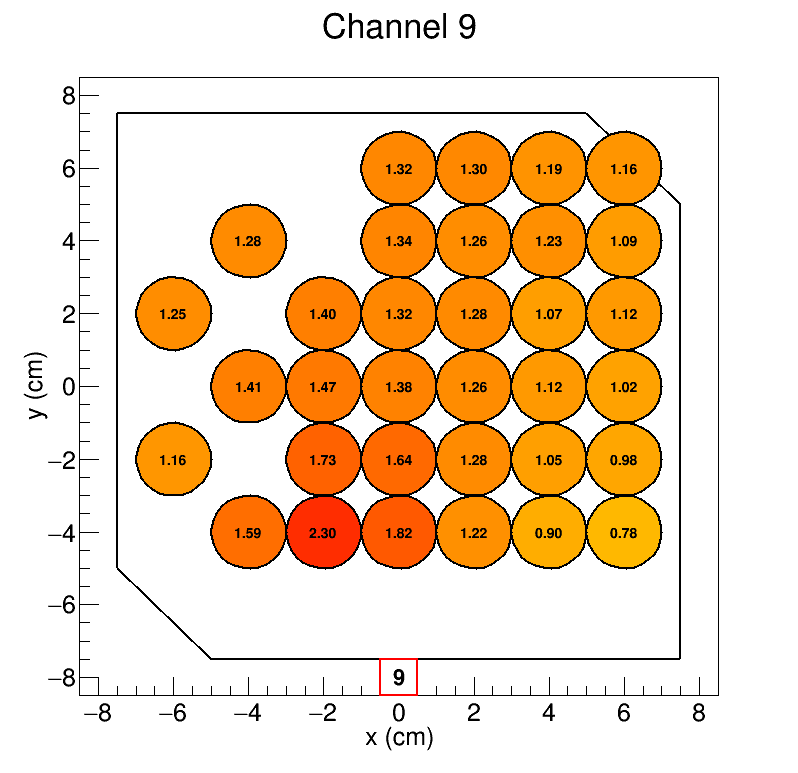 Channel 9
8
1.32 1.30 1.19 1.16
6
1.28 1.34 1.26 1.23 1.09
4
1.25 1.40 1.32 1.28 1.07 1.12
2
1.41 1.47 1.38 1.26 1.12 1.02
0
y (cm)
1.16 1.73 1.64 1.28 1.05 0.98
−2
1.59 2.30 1.82 1.22 0.90 0.78
−4
−6
−8
9
−8 −6 −4 −2 0 2 4 6 8
x (cm)